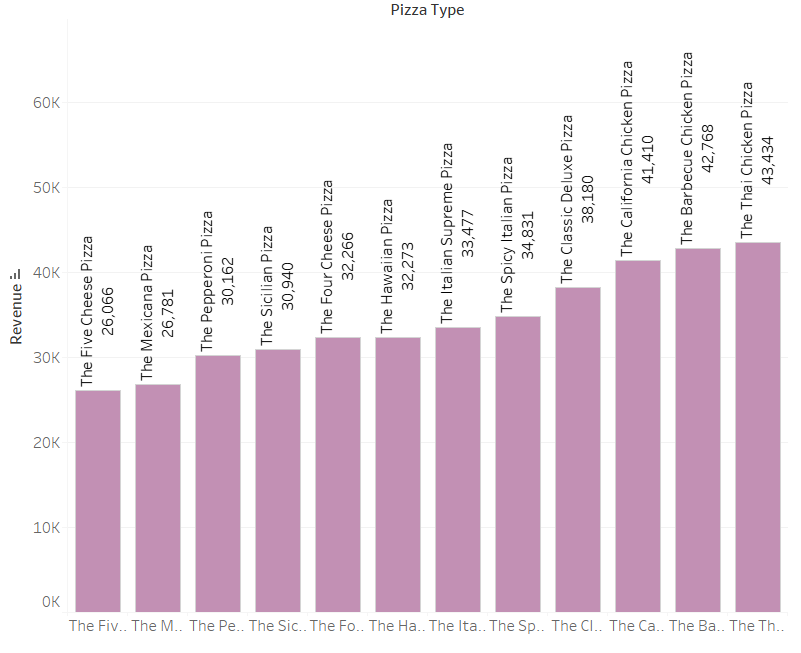 Pizza Type
Revenue
60K
50K
40K
30K
20K
10K
0K
The Five Cheese Pizza
26,066
The Mexicana Pizza
26,781
The Pepperoni Pizza
30,162
The Sicilian Pizza
30,940
The Four Cheese Pizza
32,266
The Hawaiian Pizza
32,273
The Italian Supreme Pizza
33,477
The Spicy Italian Pizza
34,831
The Classic Deluxe Pizza
38,180
The California Chicken Pizza
41,410
The Barbecue Chicken Pizza
42,768
The Thai Chicken Pizza
43,434
The Fiv.. The M.. The Pe.. The Sic.. The Fo.. The Ha.. The Ita.. The Sp.. The Cl.. The Ca.. The Ba.. The Th..